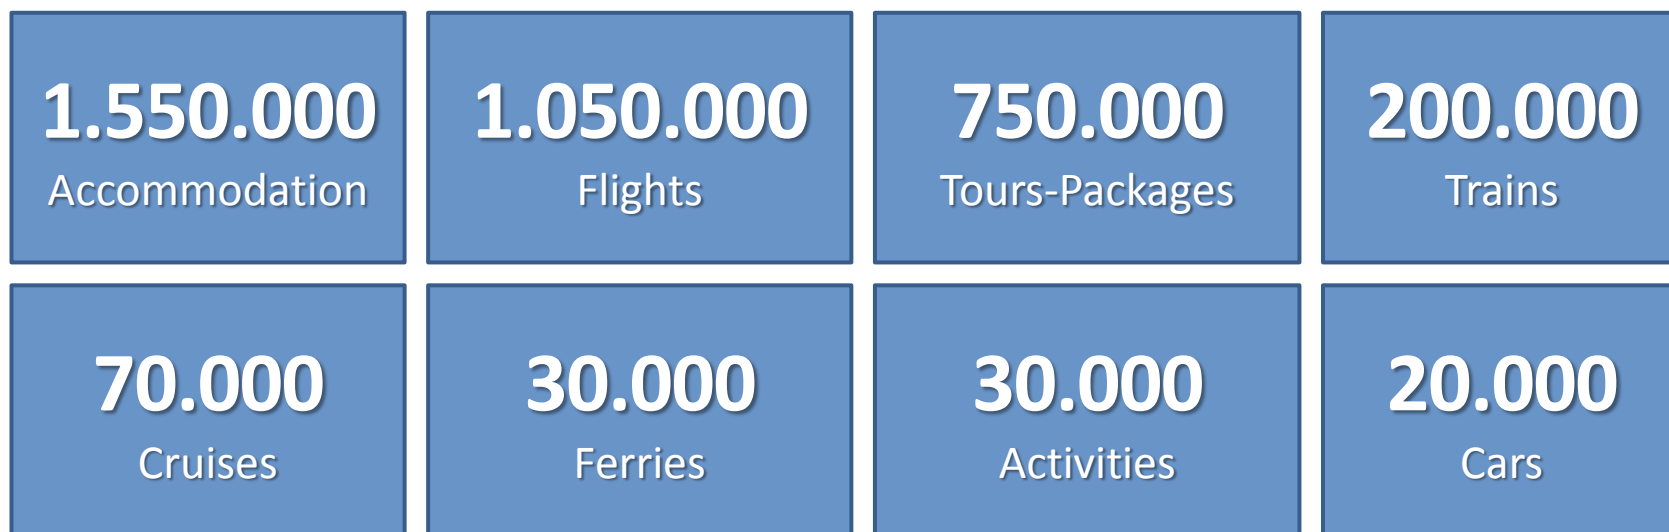 1.550.000
Accommodation
1.050.000
Flights
750.000
Tours-Packages
200.000
Trains
70.000
Cruises
30.000
Ferries
30.000
Activities
20.000
Cars